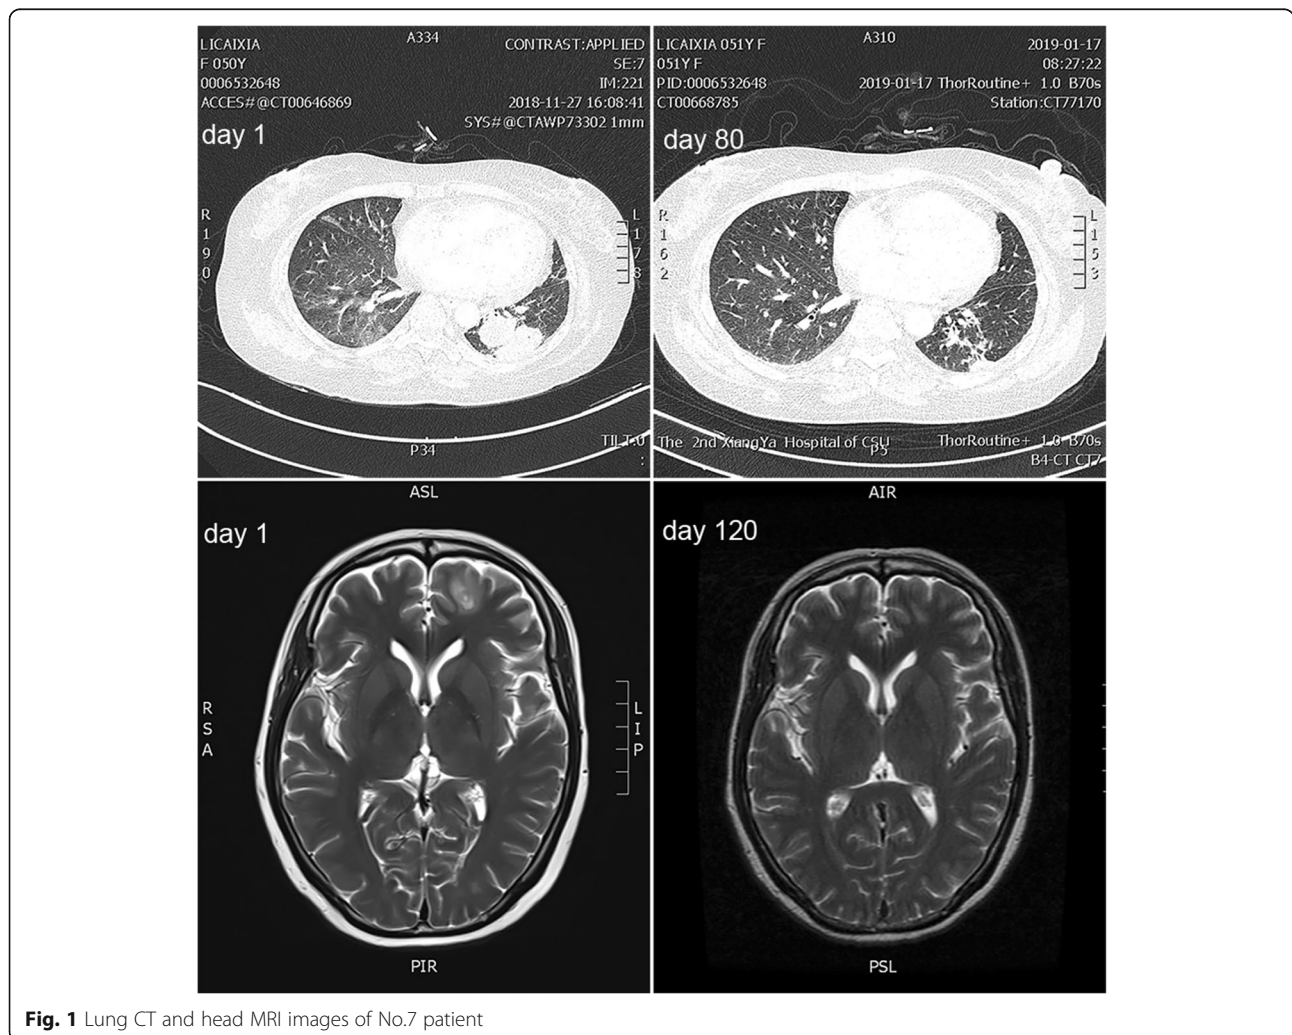 LICAIXIA
F 050Y
0006532648
ACCES#@CT00646869
A334
CONTRAST:APPLIED
SE:7
IM:221
2018-11-27 16:08:41
SYS#@CTAWP73302 1mm
day 1
R
1
9
0
L
1
7
8
P34
TILT:0
:
LICAIXIA 051Y F
051Y F
PID:0006532648
CT00668785
A310
2019-01-17
08:27:22
2019-01-17 ThorRoutine+ 1.0 B70s
Station:CT77170
day 80
R
1
6
2
L
1
5
3
The 2nd XiangYa Hospital of CSU
P5
ThorRoutine+ 1.0 B70s
B4-CT CT7
ASL
day 1
R
S
A
L
I
P
PIR
AIR
day 120
PSL
Fig. 1 Lung CT and head MRI images of No.7 patient